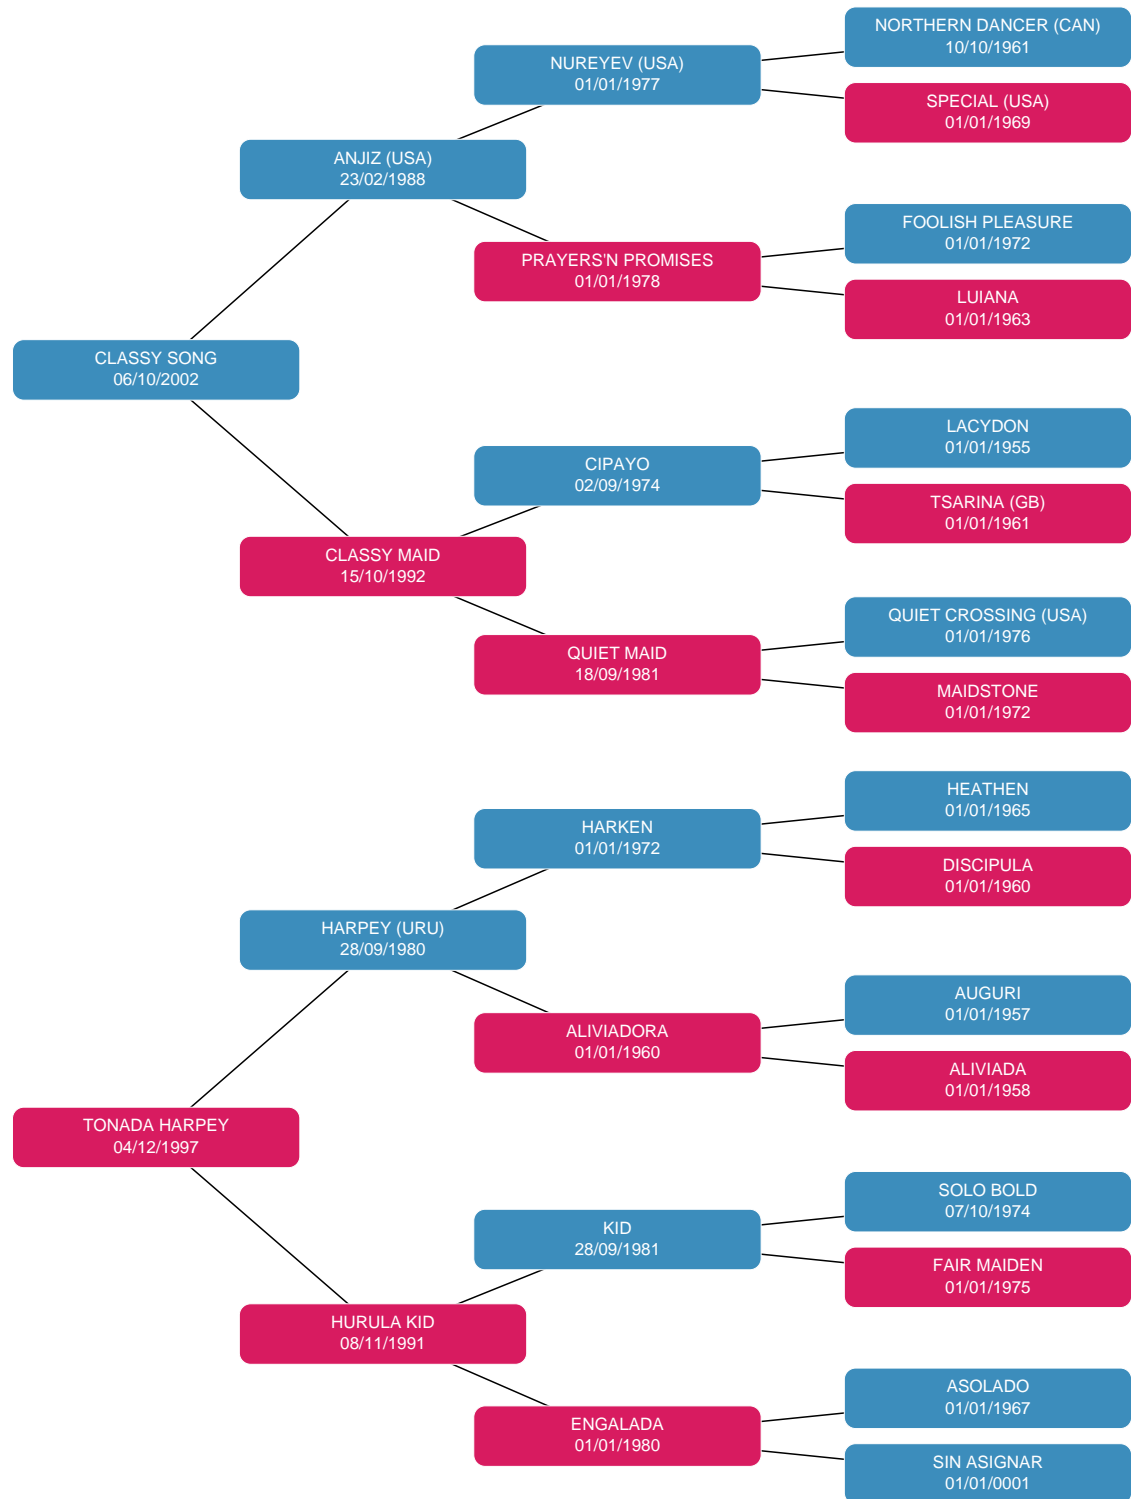 NORTHERN DANCER (CAN)
10/10/1961
NUREYEV (USA)
01/01/1977
SPECIAL (USA)
01/01/1969
ANJIZ (USA)
23/02/1988
FOOLISH PLEASURE
01/01/1972
PRAYERS'N PROMISES
01/01/1978
LUIANA
01/01/1963
CLASSY SONG
06/10/2002
LACYDON
01/01/1955
CIPAYO
02/09/1974
TSARINA (GB)
01/01/1961
CLASSY MAID
15/10/1992
QUIET CROSSING (USA)
01/01/1976
QUIET MAID
18/09/1981
MAIDSTONE
01/01/1972
HEATHEN
01/01/1965
HARKEN
01/01/1972
DISCIPULA
01/01/1960
HARPEY (URU)
28/09/1980
AUGURI
01/01/1957
ALIVIADORA
01/01/1960
ALIVIADA
01/01/1958
TONADA HARPEY
04/12/1997
SOLO BOLD
07/10/1974
KID
28/09/1981
FAIR MAIDEN
01/01/1975
HURULA KID
08/11/1991
ASOLADO
01/01/1967
ENGALADA
01/01/1980
SIN ASIGNAR
01/01/0001